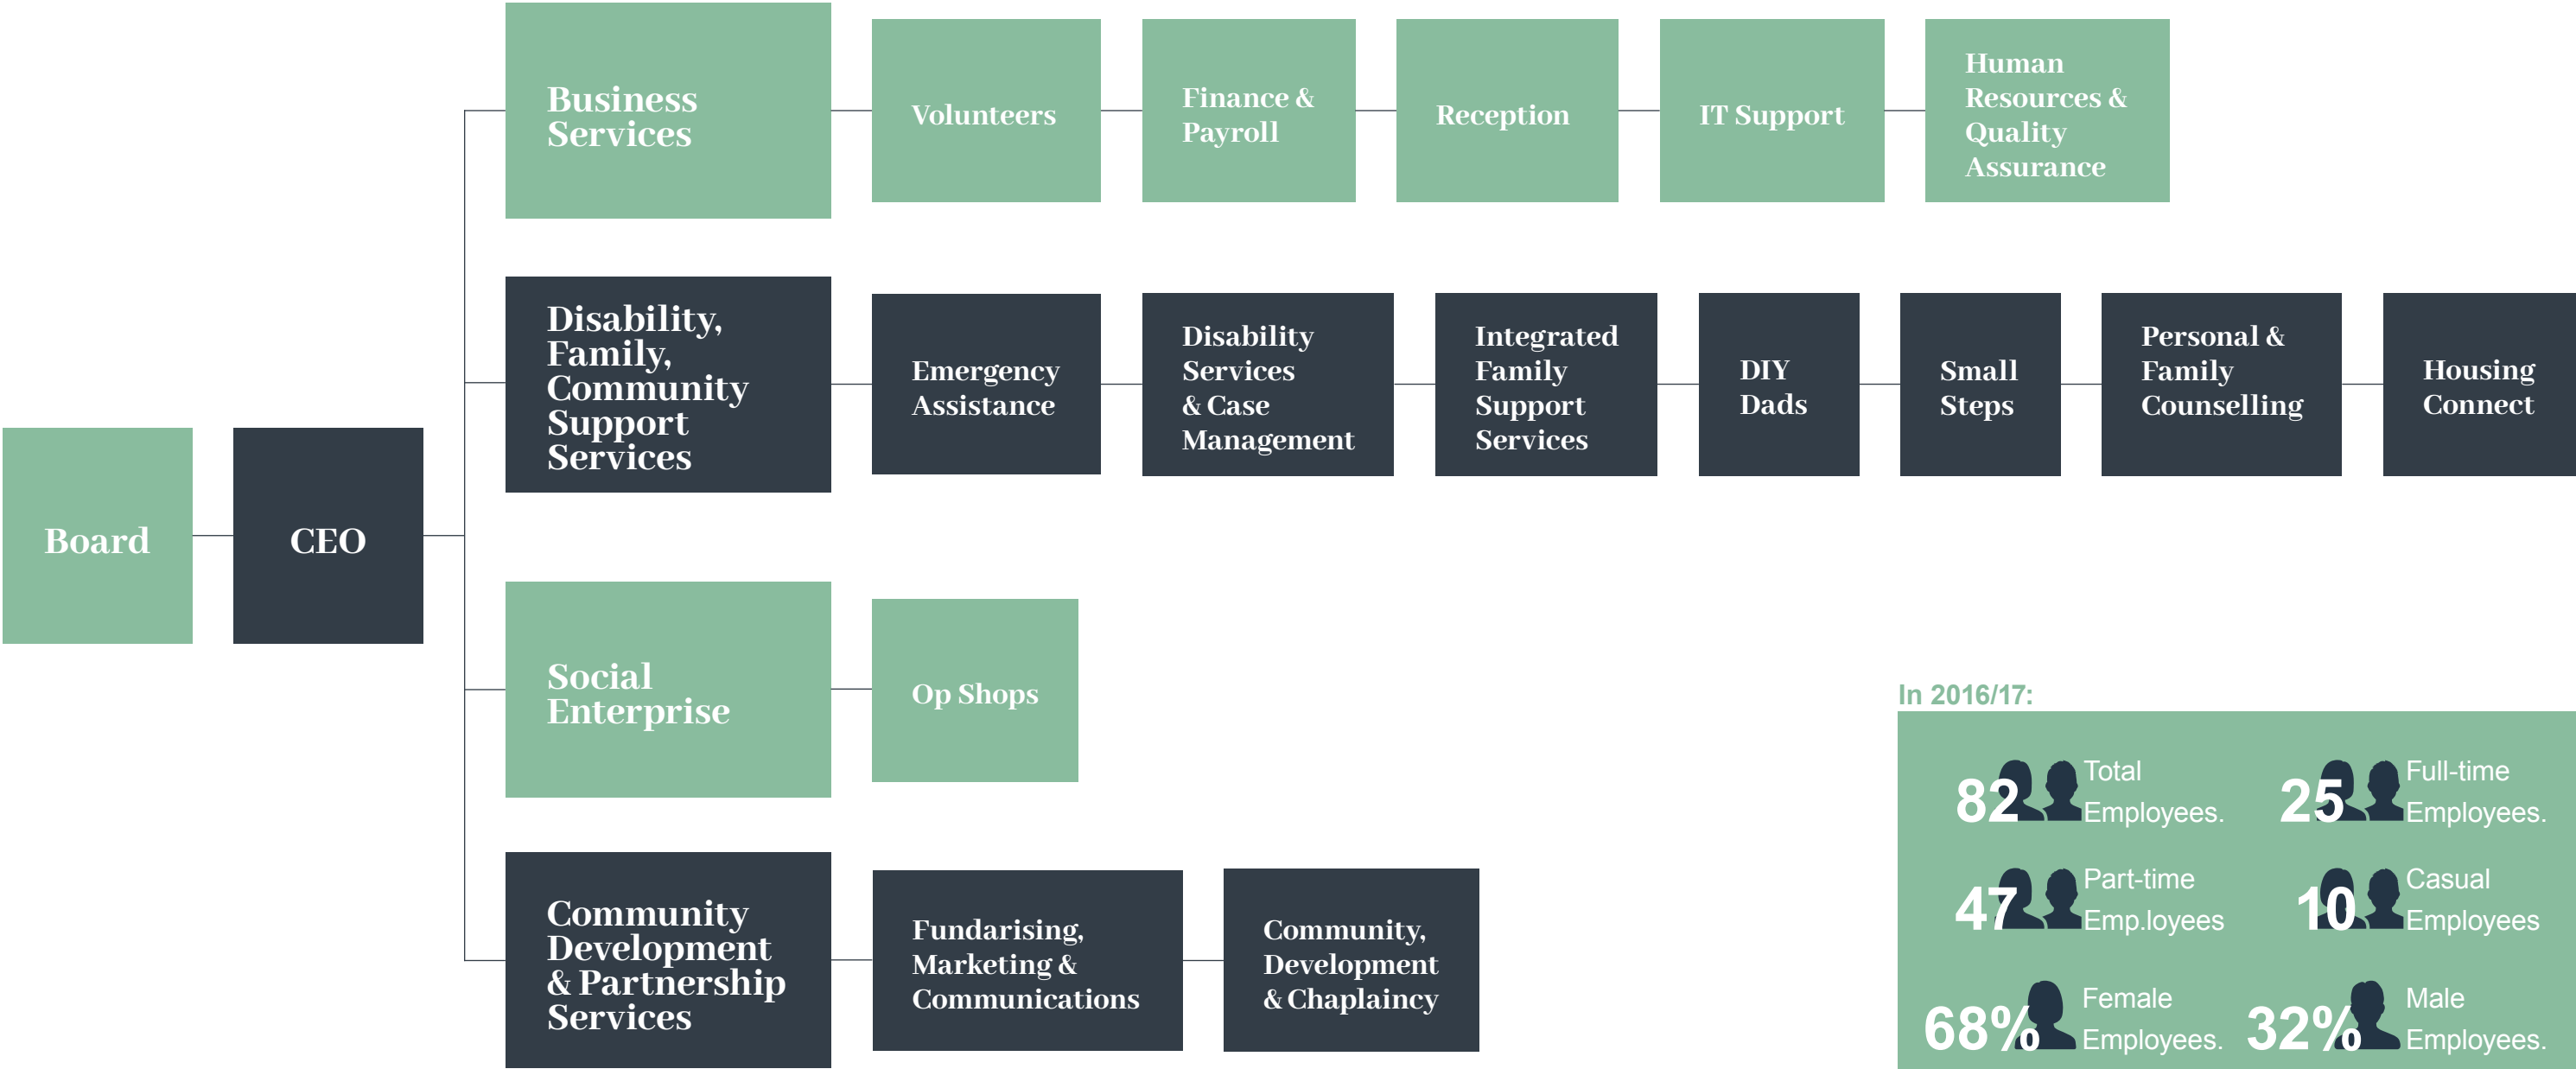 Board
CEO
Business
Services
Volunteers
Finance &
Payroll
Reception
IT Support
Human
Resources &
Quality
Assurance
Disability,
Family,
Community
Support
Services
Emergency
Assistance
Disability
Services
& Case
Management
Integrated
Family
Support
Services
DIY
Dads
Small
Steps
Personal &
Family
Counselling
Housing
Connect
Social
Enterprise
Op Shops
Community
Development
& Partnership
Services
Fundarising,
Marketing &
Communications
Community,
Development
& Chaplaincy
In 2016/17:
82 Total
Employees.
25 Full-time
Employees.
47 Part-time
Emp.loyees
10 Casual
Employees
68% Female
Employees.
32% Male
Employees.